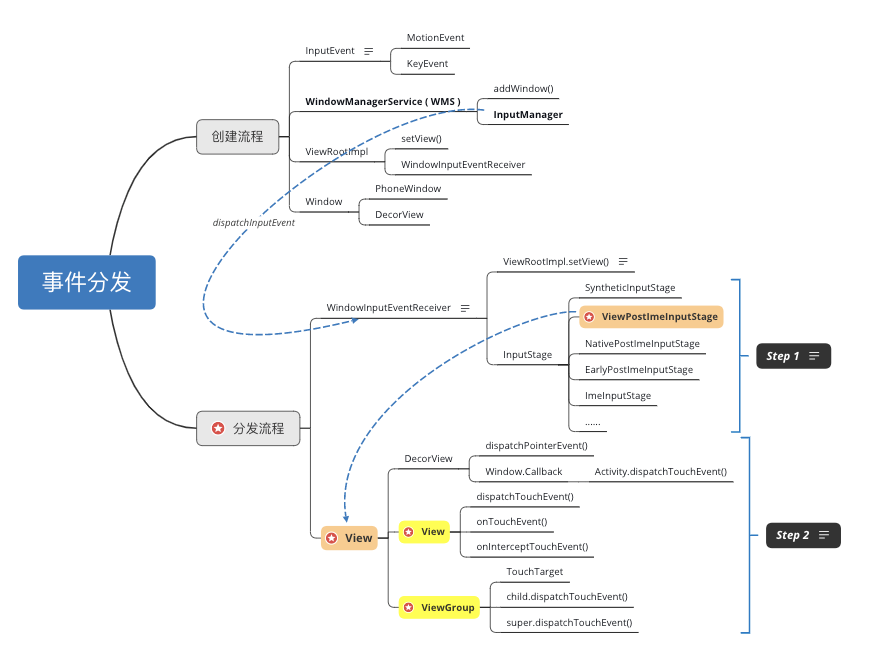 事件分发
创建流程
InputEvent
MotionEvent
KeyEvent
WindowManagerService ( WMS )
addWindow()
InputManager
ViewRootImpl
setView()
WindowInputEventReceiver
Window
PhoneWindow
DecorView
dispatchInputEvent
分发流程
WindowInputEventReceiver
ViewRootImpl.setView()
InputStage
SyntheticInputStage
ViewPostImeInputStage
NativePostImeInputStage
EarlyPostImeInputStage
ImeInputStage
......
Step 1
View
DecorView
dispatchPointerEvent()
Window.Callback
Activity.dispatchTouchEvent()
View
dispatchTouchEvent()
onTouchEvent()
onInterceptTouchEvent()
ViewGroup
TouchTarget
child.dispatchTouchEvent()
super.dispatchTouchEvent()
Step 2